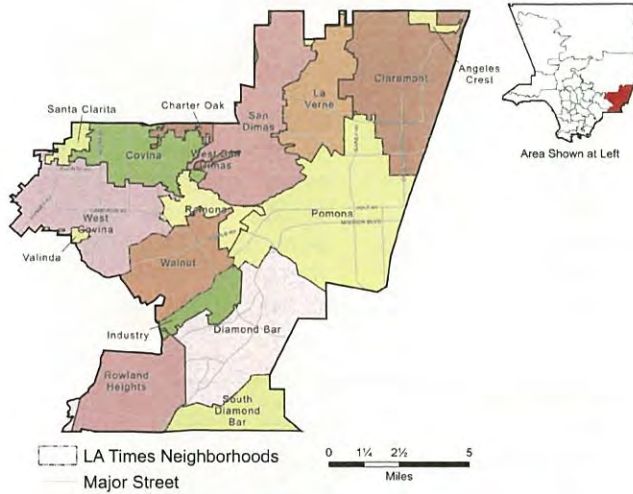 Angeles
Crest
Claremont
La
Verne
Area Shown at Left
Santa Clarita
Charter Oak
San
Dimas
Covina
West San
Dimas
Ramona
Pomona
West
Covina
Valinda
Walnut
Industry
Diamond Bar
Rowland
Heights
South
Diamond
Bar
LA Times Neighborhoods
Major Street
0 1¼ 2½ 5
Miles